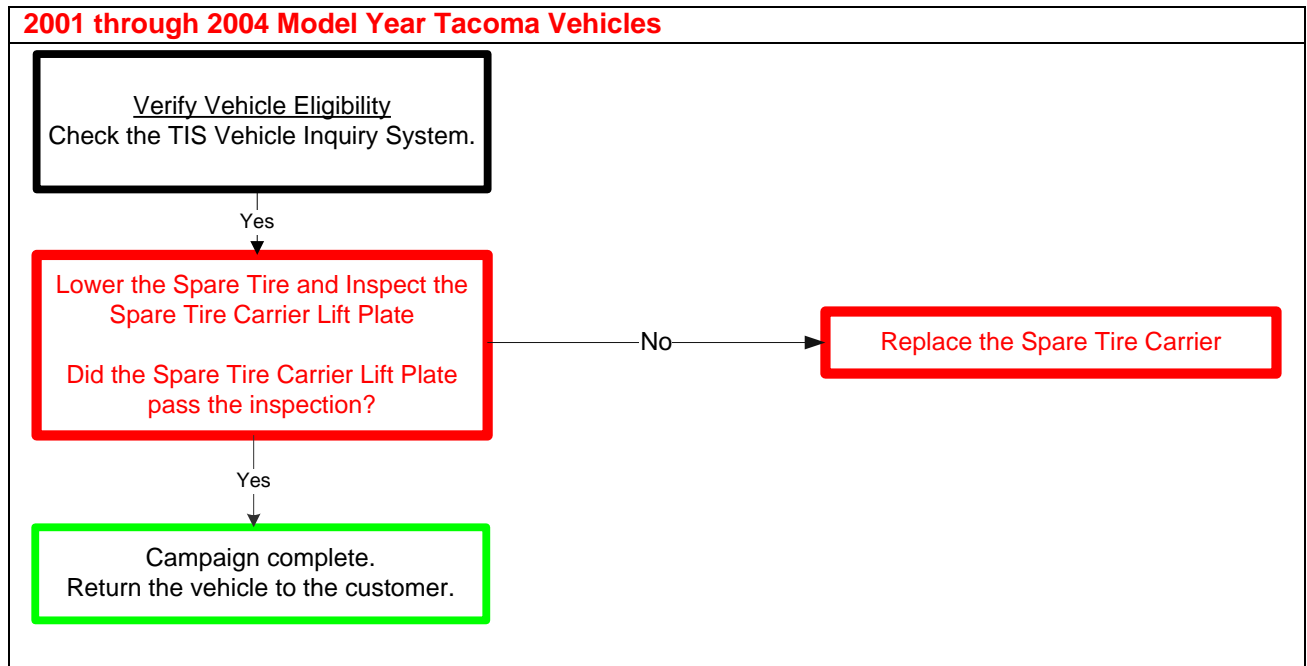 2001 through 2004 Model Year Tacoma Vehicles
Verify Vehicle Eligibility
Check the TIS Vehicle Inquiry System.
Yes
Lower the Spare Tire and Inspect the
Spare Tire Carrier Lift Plate
Did the Spare Tire Carrier Lift Plate
pass the inspection?
No
Replace the Spare Tire Carrier
Yes
Campaign complete.
Return the vehicle to the customer.